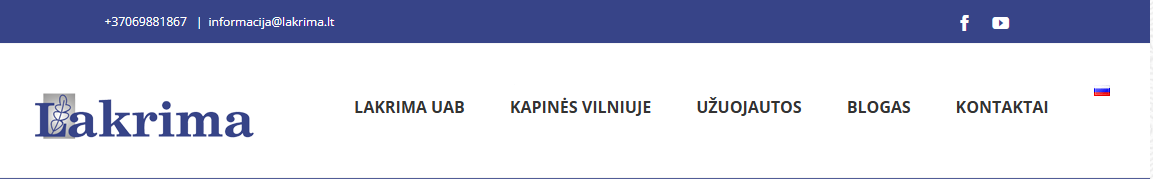 +37069881867 | informacija@lakrima.lt
Lakrima
LAKRIMA UAB KAPINĖS VILNIUJE UŽUOJAUTOS BLOGAS KONTAKTAI